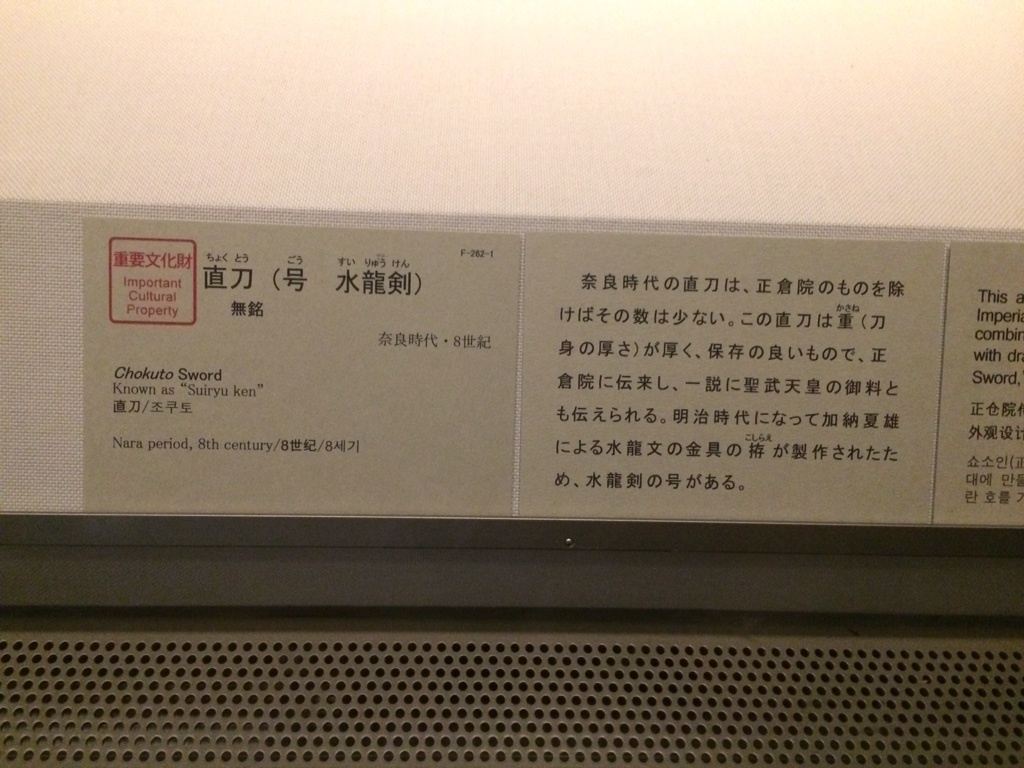 重要文化財
Important
Cultural
Property
ちょく とう ごう すい りゅう けん
直刀（号 水龍剣）
F-262-1
無銘
奈良時代・8世紀
Chokuto Sword
Known as “Suiryu ken”
直刀/조쿠토
Nara period, 8th century/8世纪/8세기
奈良時代の直刀は、正倉院のものを除
かさね
けばその数は少ない。この直刀は重（刀
身の厚さ）が厚く、保存の良いもので、正
倉院に伝来し、一説に聖武天皇の御料と
も伝えられる。明治時代になって加納夏雄
こしらえ
による水龍文の金具の拵が製作されたた
め、水龍剣の号がある。
This a
Imperia
combin
with dra
Sword,”
正仓院
外观设计
쇼소인(正
대에 만들
란 호를